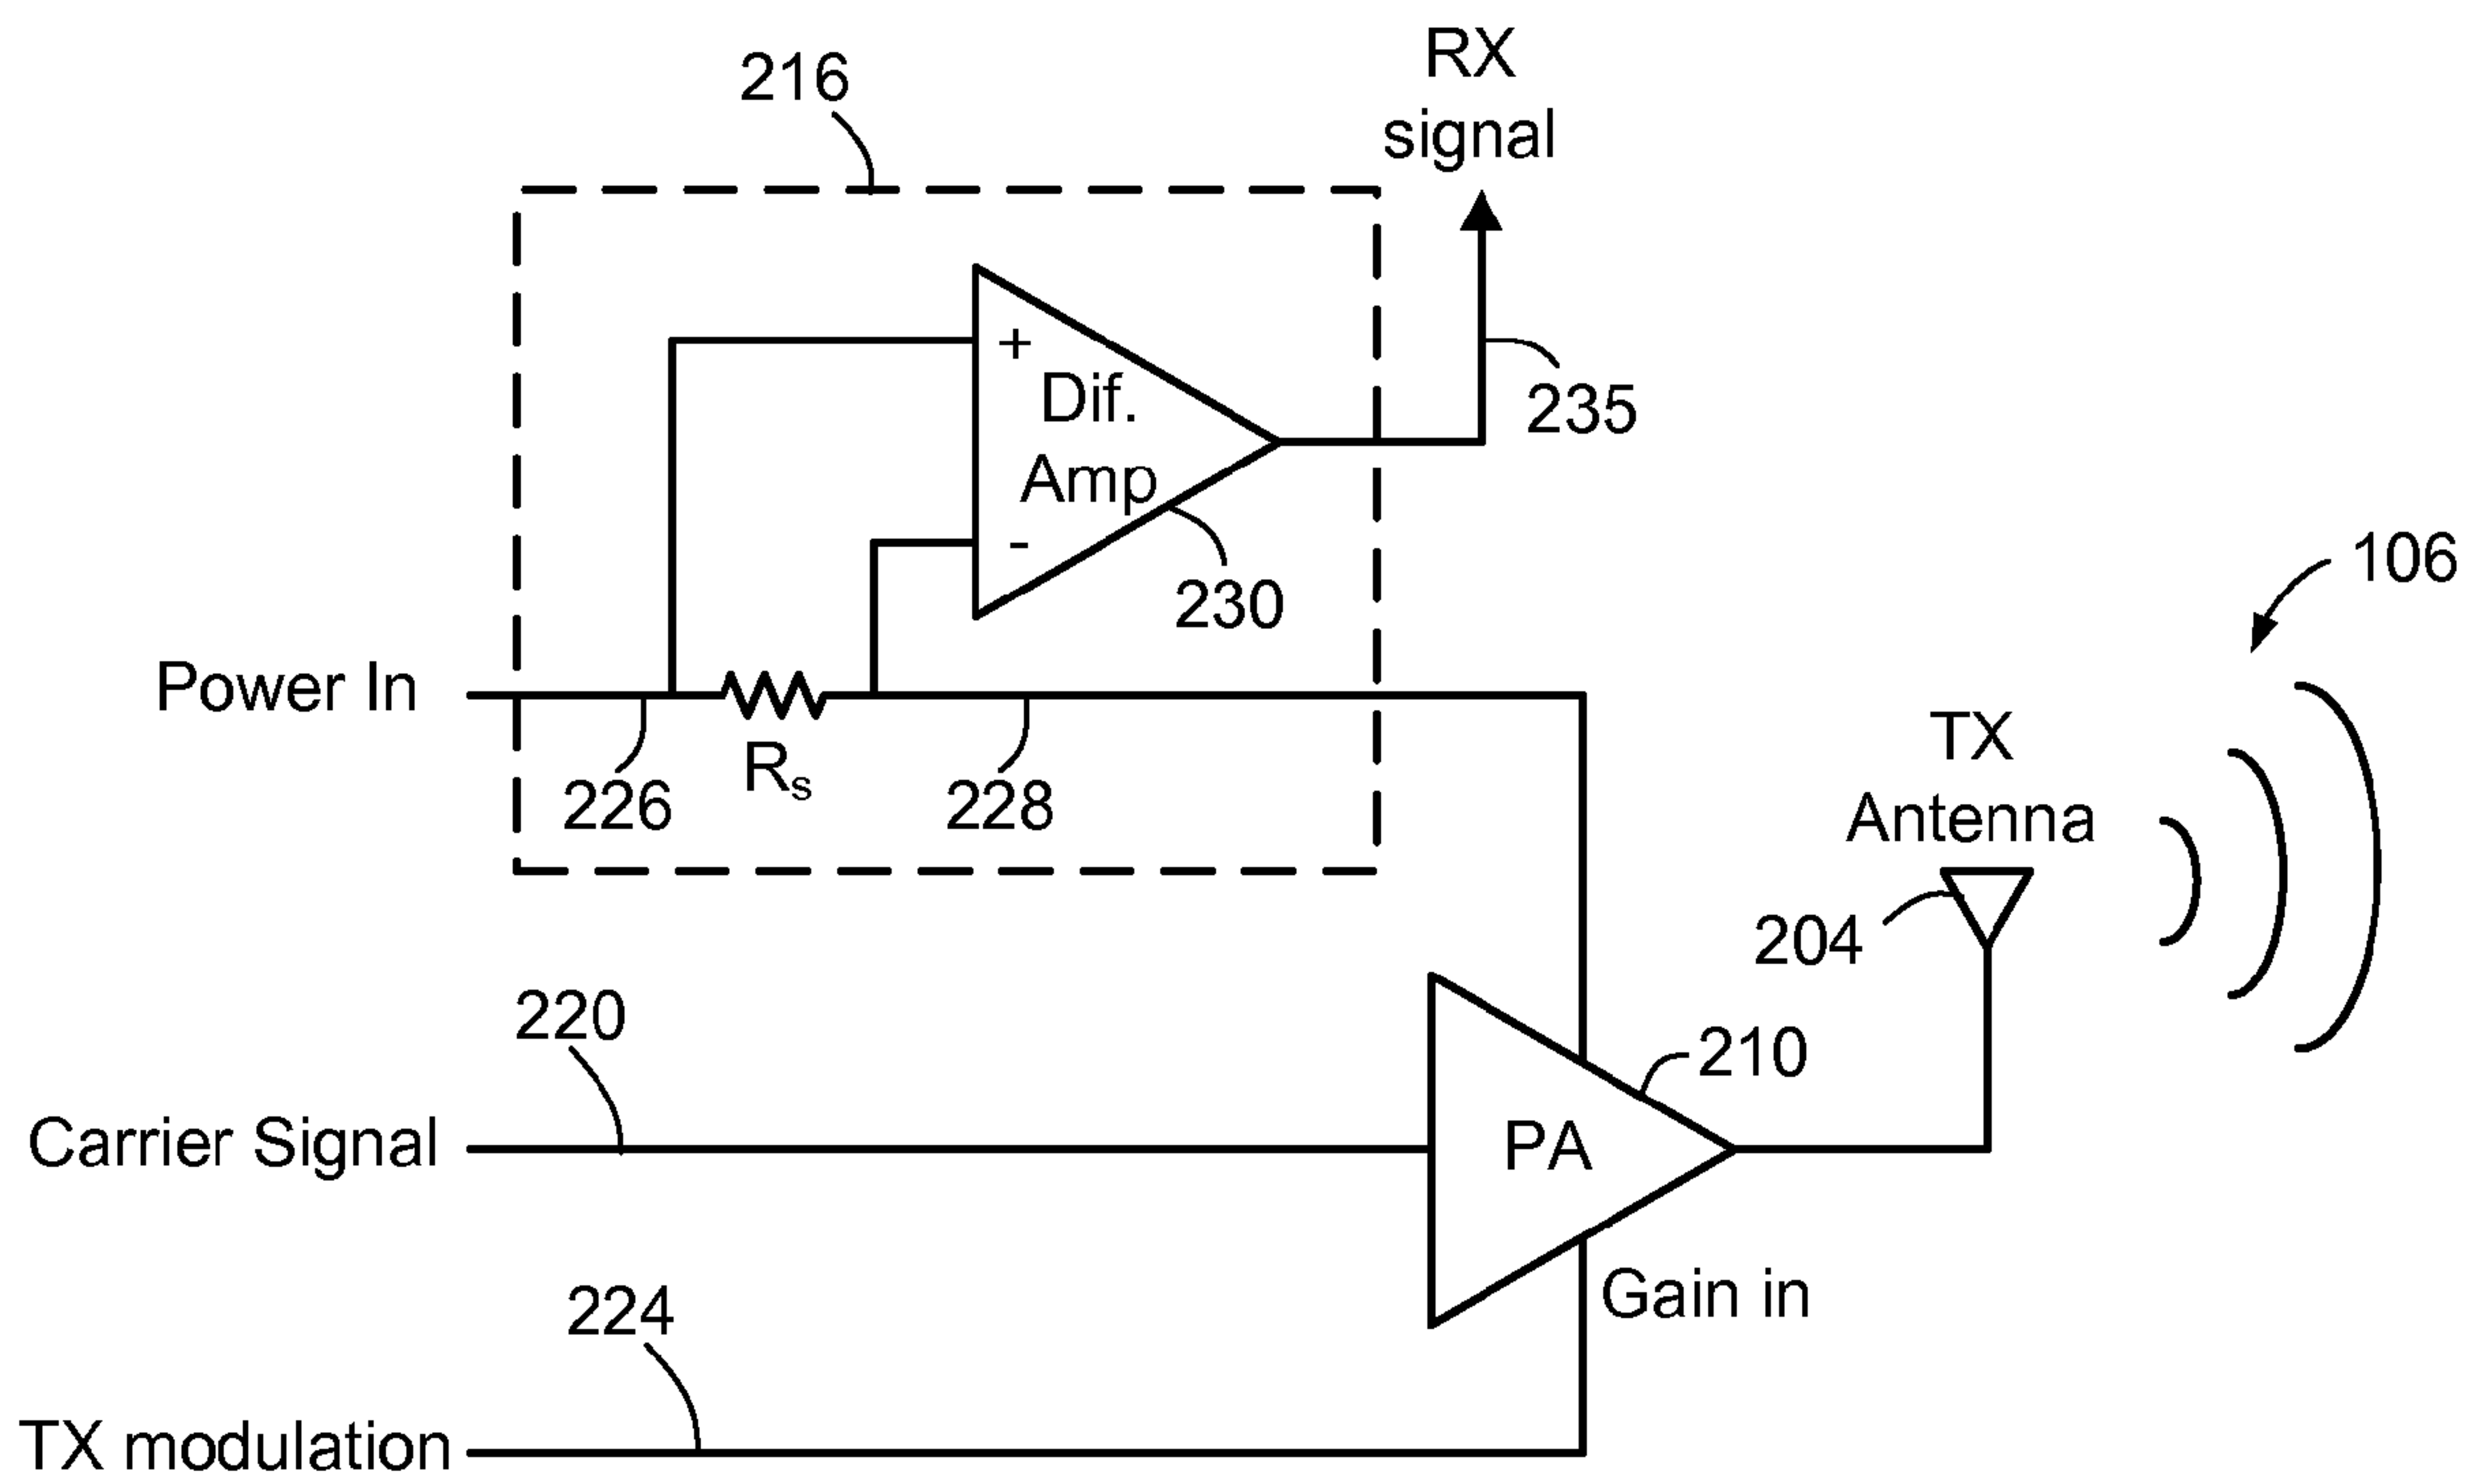 RX
signal
216
+
Dif.
Amp
-
235
230
106
Power In
Rs
226
228
TX
Antenna
204
220
210
Carrier Signal
PA
Gain in
224
TX modulation